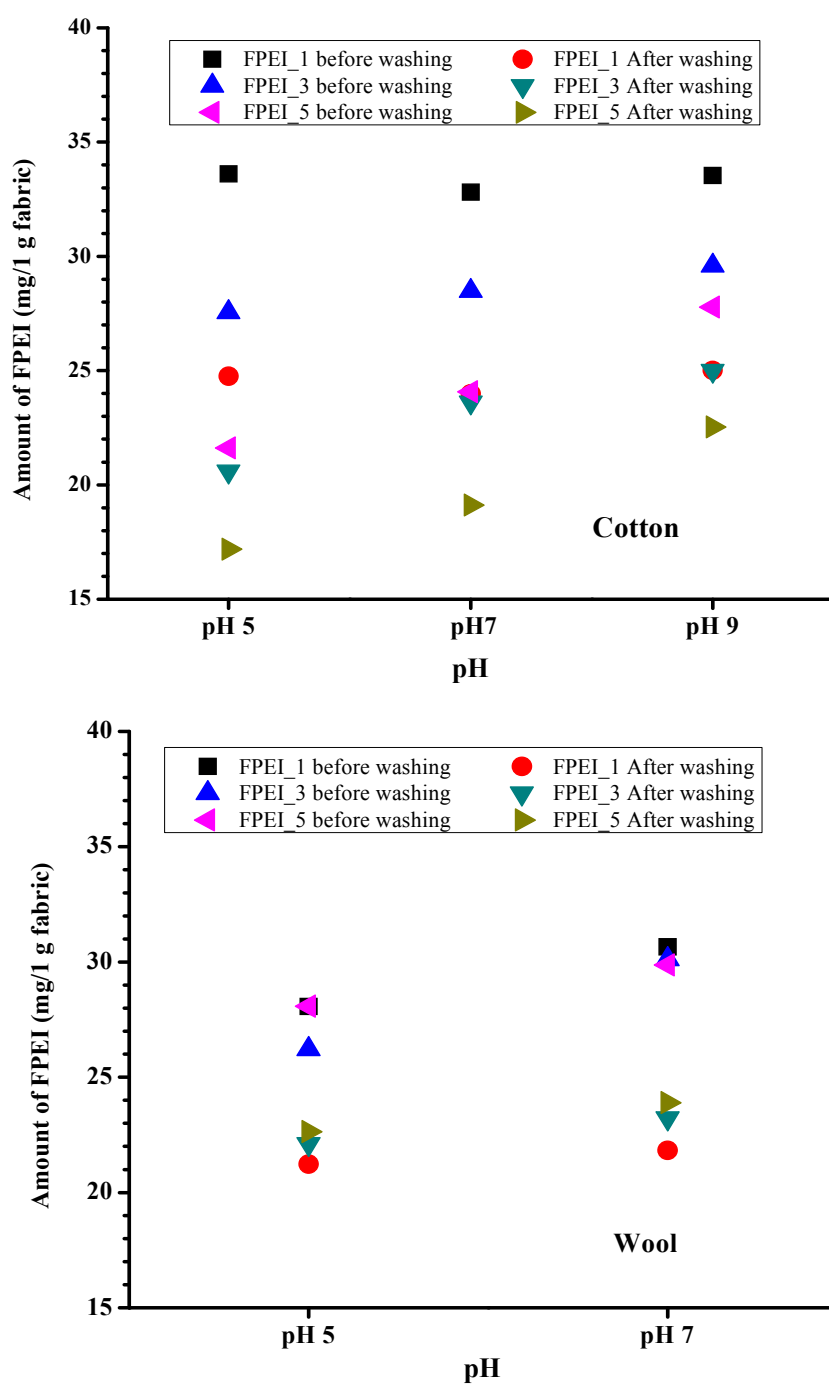 40
FPEI_1 before washing FPEI_1 After washing
FPEI_3 before washing FPEI_3 After washing
FPEI_5 before washing FPEI_5 After washing
35
30
25
20
15
Amount of FPEI (mg/1 g fabric)
Cotton
pH 5 pH7 pH 9
pH
40
FPEI_1 before washing FPEI_1 After washing
FPEI_3 before washing FPEI_3 After washing
FPEI_5 before washing FPEI_5 After washing
35
30
25
20
15
Amount of FPEI (mg/1 g fabric)
Wool
pH 5 pH 7
pH